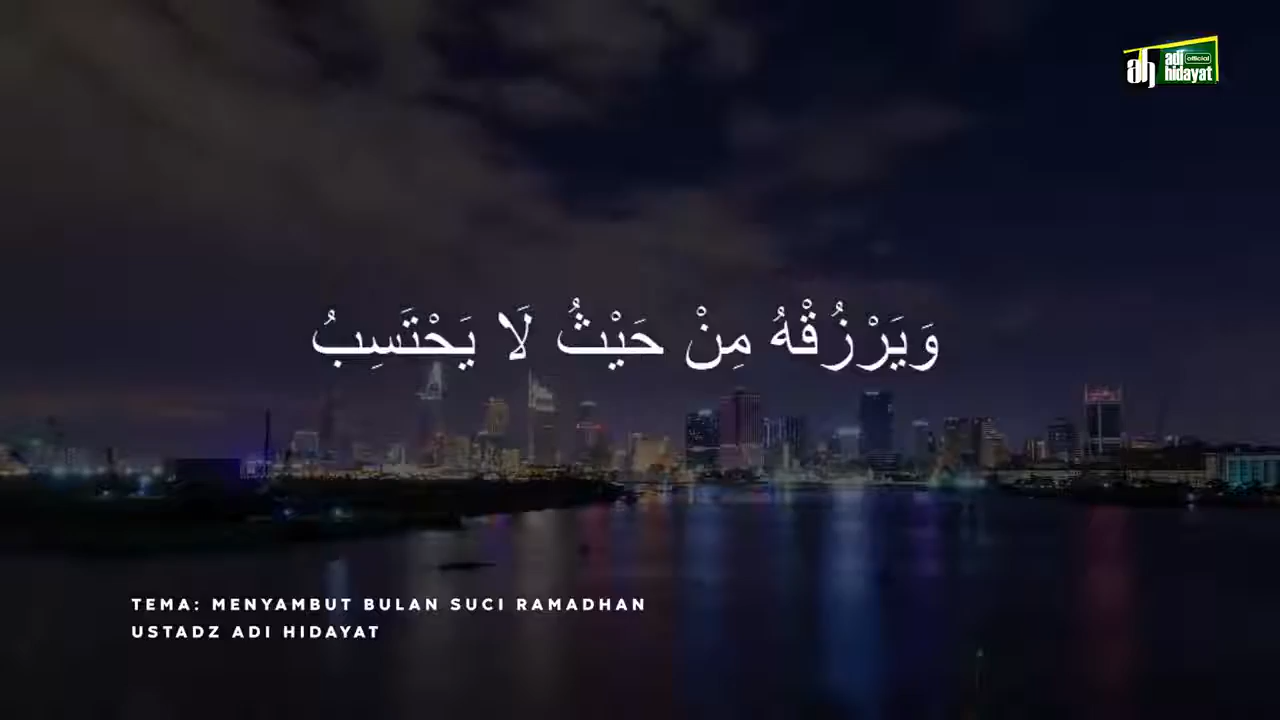 ah adi official
hidayat
وَيَرْزُقْهُ مِنْ حَيْثُ لَا يَحْتَسِبُ
TEMA: MENYAMBUT BULAN SUCI RAMADHAN
USTADZ ADI HIDAYAT